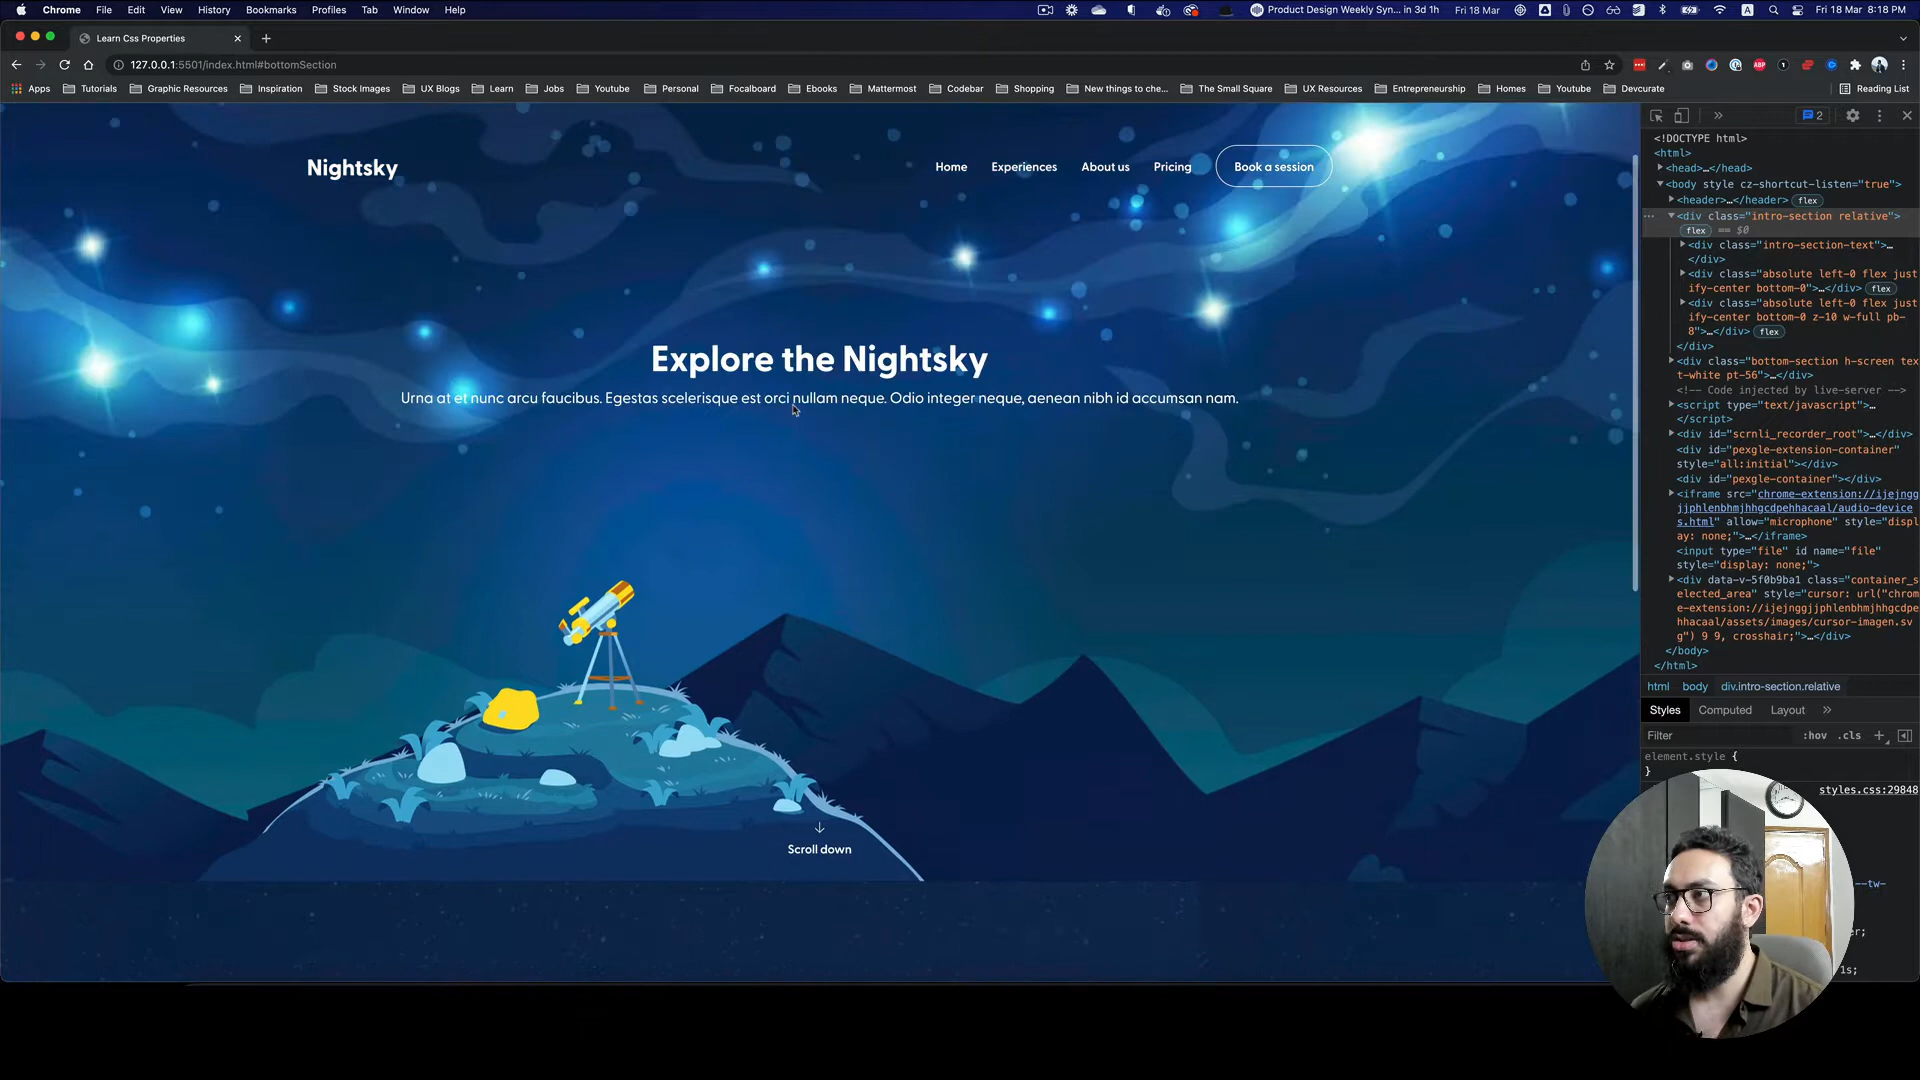 Chrome File Edit View History Bookmarks Profiles Tab Window Help
Product Design Weekly Syn... in 3d 1h Fri 18 Mar A Fri 18 Mar 8:18 PM
Learn Css Properties
127.0.0.1:5501/index.html#bottomSection
ABP
Apps Tutorials Graphic Resources Inspiration Stock Images UX Blogs Learn Jobs Youtube Personal Focalboard Ebooks Mattermost Codebar Shopping New things to che... The Small Square UX Resources Entrepreneurship Homes Youtube Devcurate Reading List
Nightsky
Home Experiences About us Pricing Book a session
Explore the Nightsky
Urna at et nunc arcu faucibus. Egestas scelerisque est orci nullam neque. Odio integer neque, aenean nibh id accumsan nam.
Scroll down
2
<!DOCTYPE html>
<html>
<head>…</head>
<body style cz-shortcut-listen="true">
<header>…</header> flex
<div class="intro-section relative">
flex == $0
<div class="intro-section-text">…
</div>
<div class="absolute left-0 flex just
ify-center bottom-0">…</div> flex
<div class="absolute left-0 flex just
ify-center bottom-0 z-10 w-full pb-
8">…</div> flex
</div>
<div class="bottom-section h-screen tex
t-white pt-56">…</div>
<!-- Code injected by live-server -->
<script type="text/javascript">…
</script>
<div id="scrnli_recorder_root">…</div>
<div id="pexgle-extension-container"
style="all:initial"></div>
<div id="pexgle-container"></div>
<iframe src="chrome-extension://ijejngg
jjphlenbhmjhhgcdpehhacaal/audio-device
s.html" allow="microphone" style="displ
ay: none;">…</iframe>
<input type="file" id name="file"
style="display: none;">
<div data-v-5f0b9ba1 class="container_s
elected_area" style="cursor: url("chrom
e-extension://ijejnggjjphlenbhmjhhgcdpe
hhacaal/assets/images/cursor-imagen.sv
g") 9 9, crosshair;">…</div>
</body>
</html>
html body div.intro-section.relative
Styles Computed Layout
Filter :hov .cls
element.style {
}
styles.css:29848
--tw-
er;
1s;